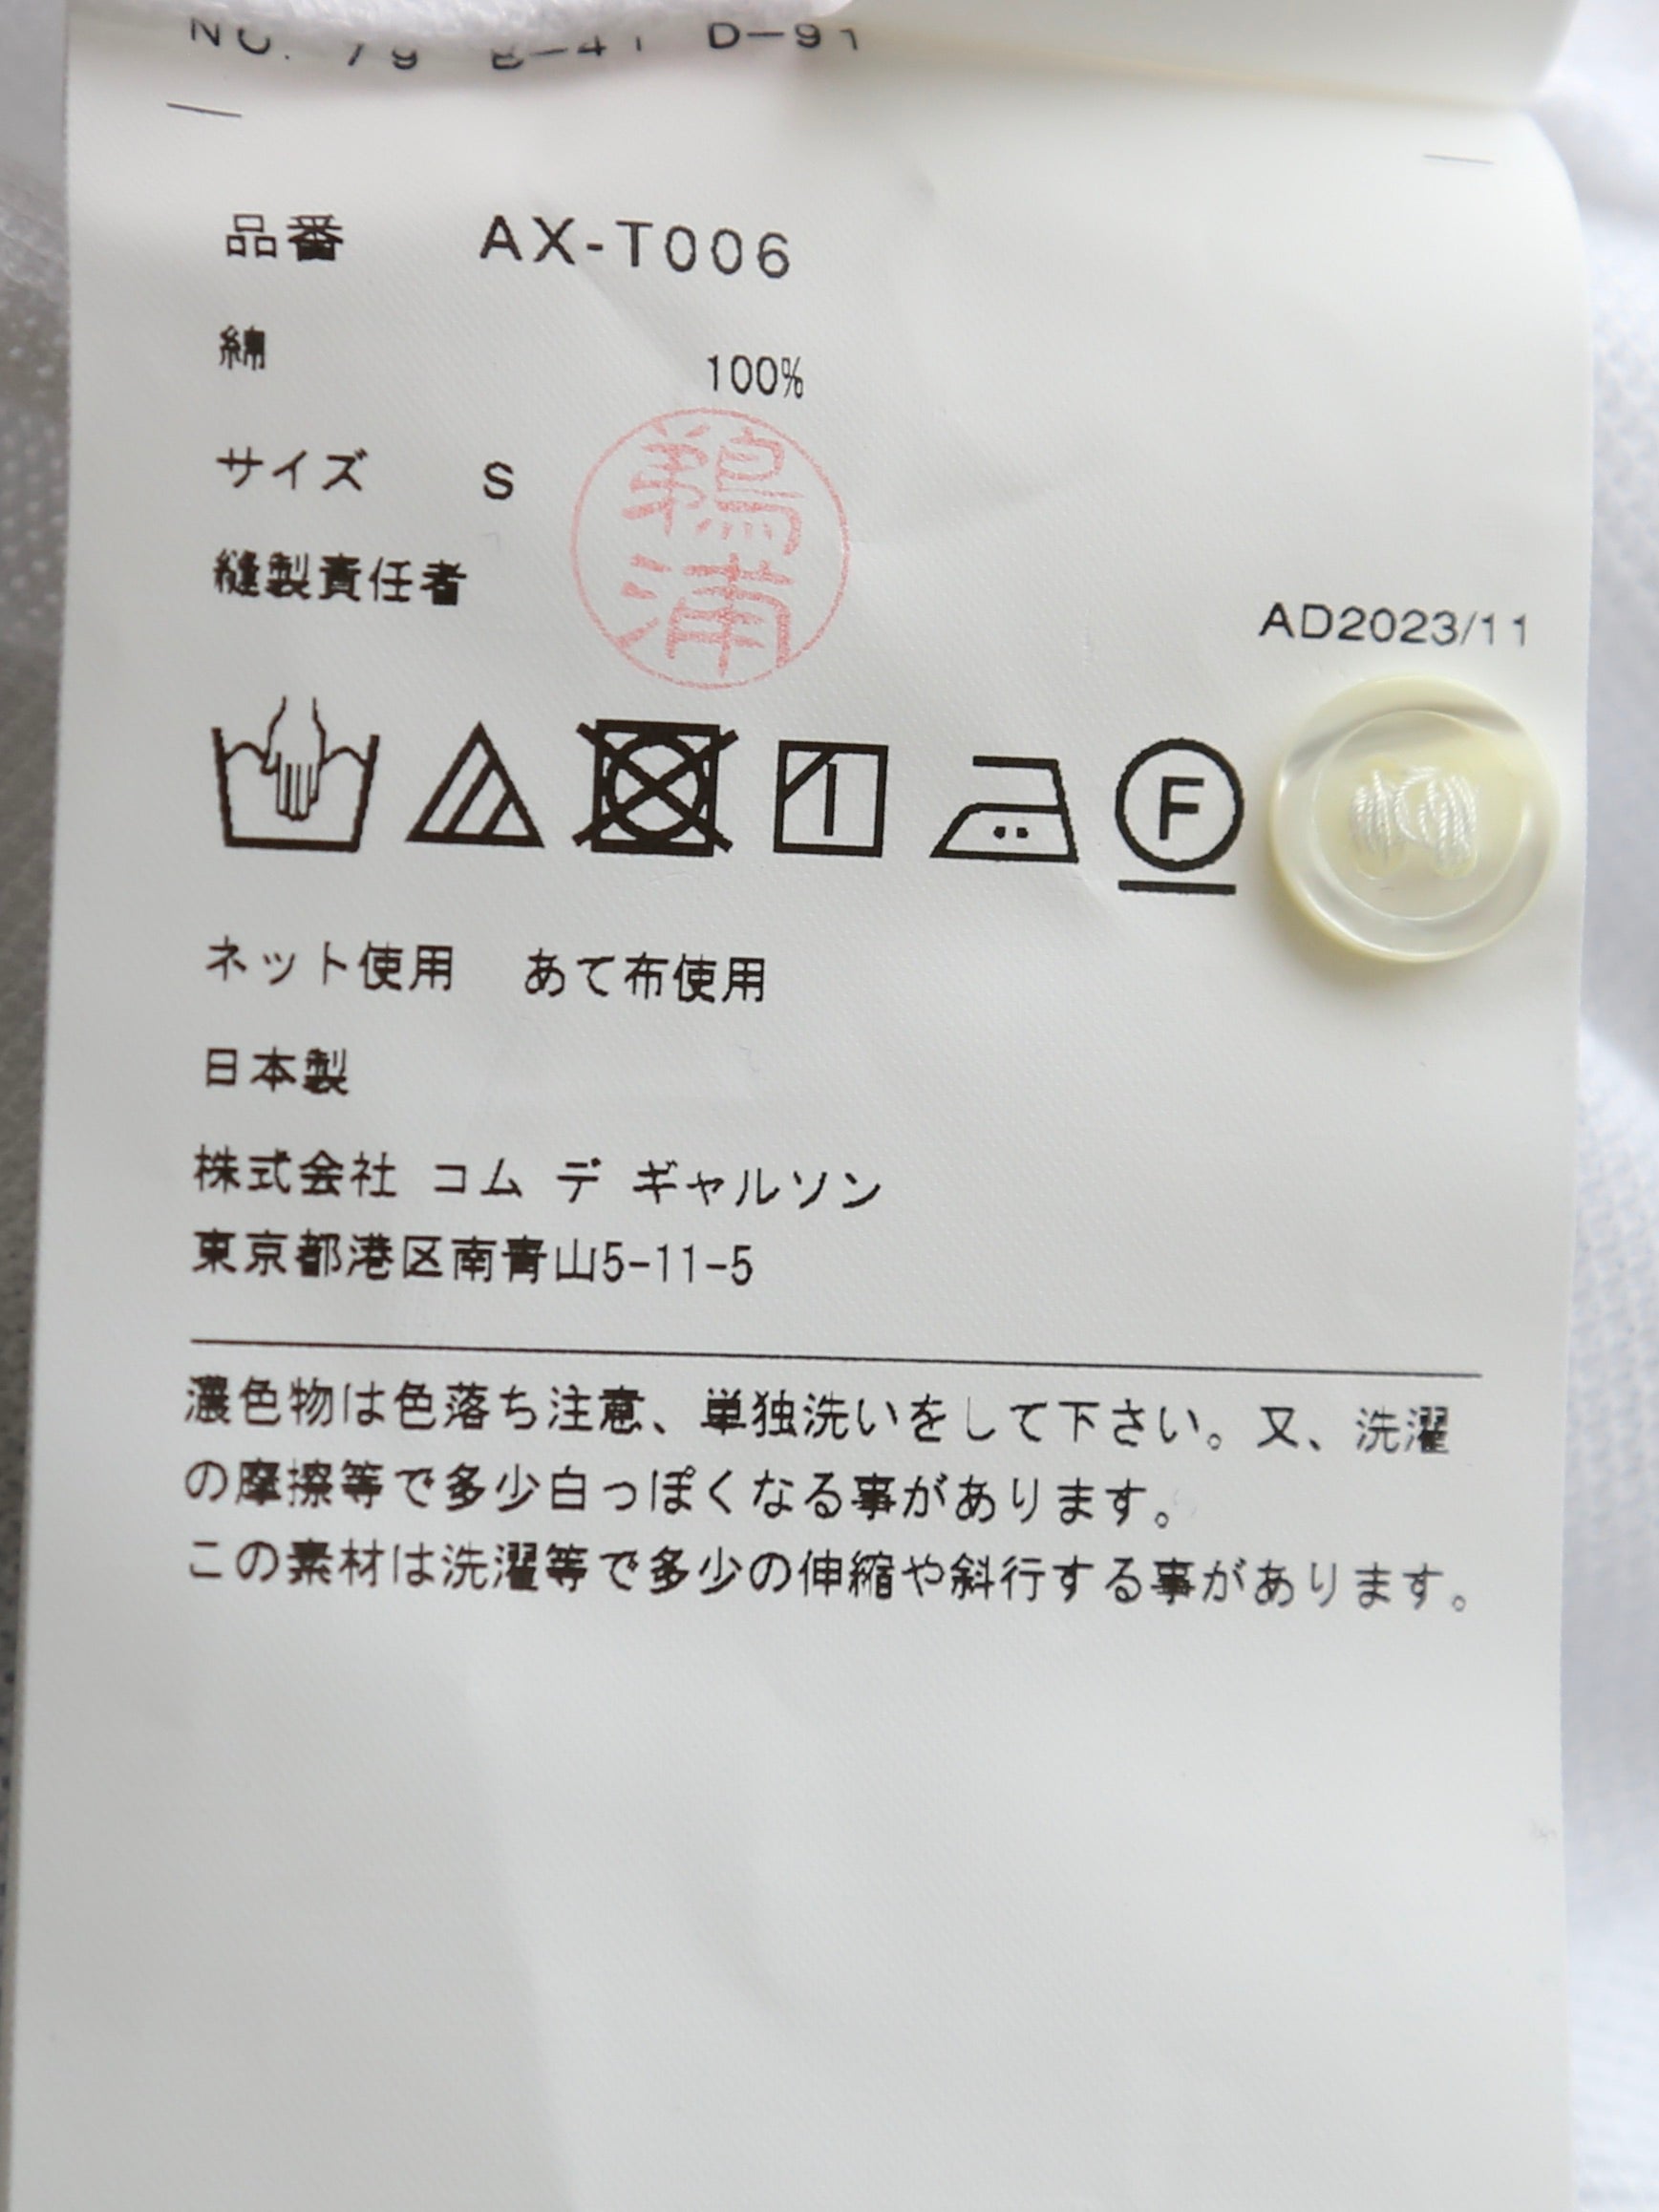 NO. 79 B-41 D-91
品番 AX-T006
綿 100%
サイズ S
縫製責任者
鵜浦
AD2023/11
F
ネット使用 あて布使用
日本製
株式会社 コム デ ギャルソン
東京都港区南青山5-11-5
濃色物は色落ち注意、単独洗いをして下さい。又、洗濯
の摩擦等で多少白っぽくなる事があります。
この素材は洗濯等で多少の伸縮や斜行する事があります。